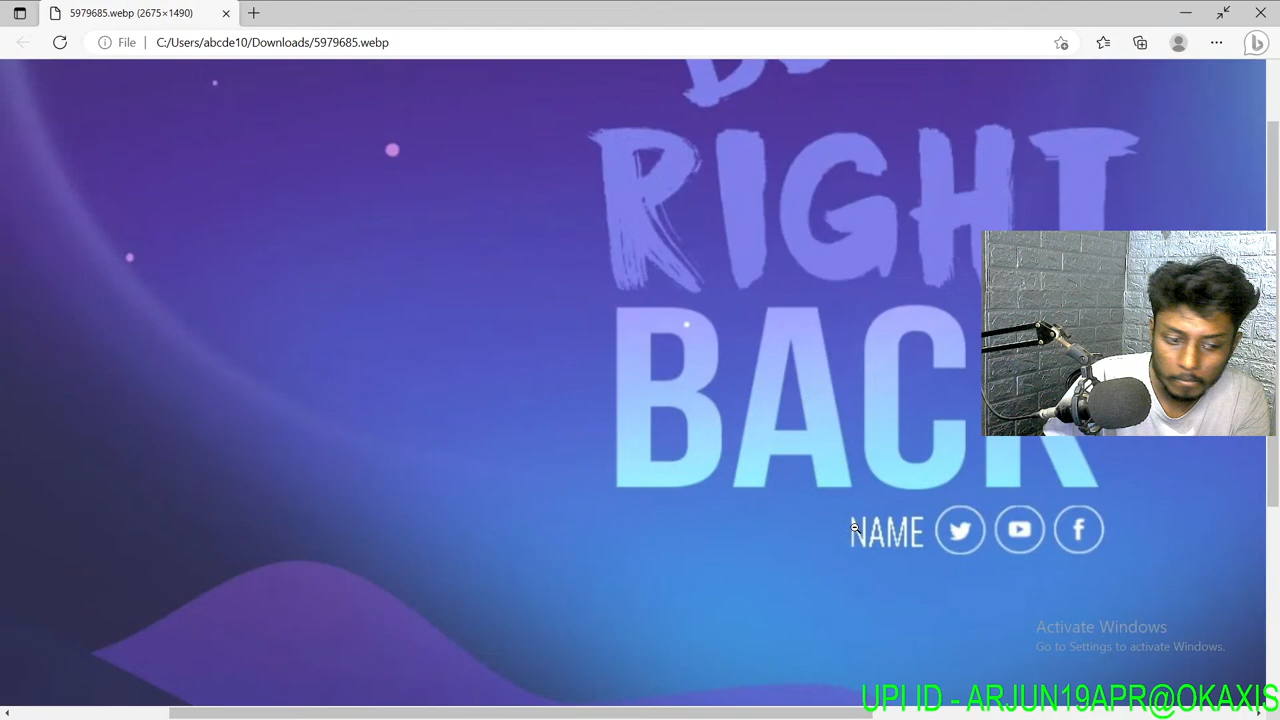 5979685.webp (2675×1490)
File
C:/Users/abcde10/Downloads/5979685.webp
RIGHT
BACK
NAME
Activate Windows
Go to Settings to activate Windows.
UPI ID - ARJUN19APR@OKAXIS